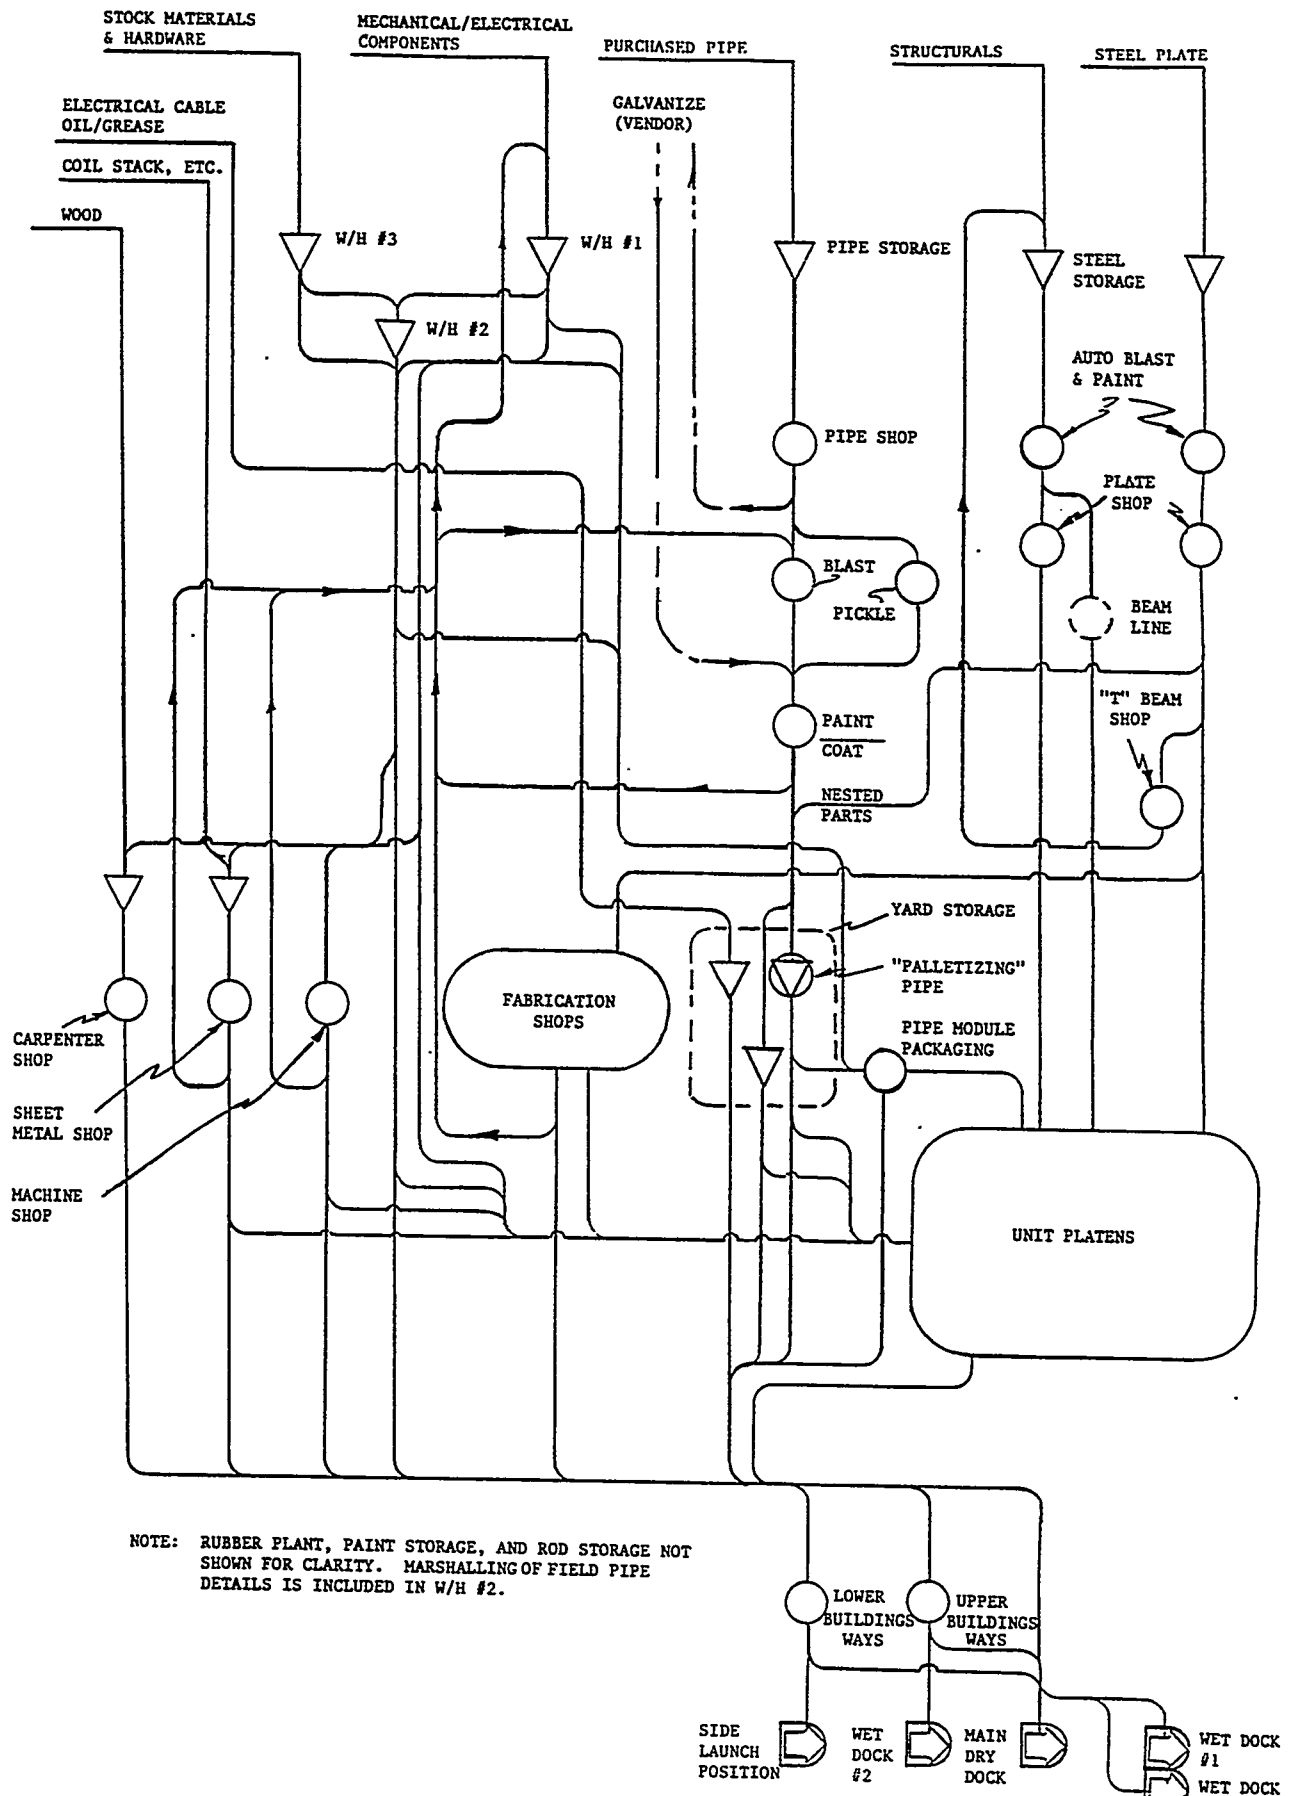 STOCK MATERIALS
& HARDWARE
MECHANICAL/ELECTRICAL
COMPONENTS
PURCHASED PIPE
STRUCTURALS
STEEL PLATE
ELECTRICAL CABLE
OIL/GREASE
GALVANIZE
(VENDOR)
COIL STACK, ETC.
WOOD
W/H #3
W/H #1
PIPE STORAGE
STEEL
STORAGE
W/H #2
AUTO BLAST
& PAINT
PIPE SHOP
PLATE
SHOP
BLAST
PICKLE
BEAM
LINE
"T" BEAM
SHOP
PAINT
COAT
NESTED
PARTS
YARD STORAGE
"PALLETIZING"
PIPE
FABRICATION
SHOPS
PIPE MODULE
PACKAGING
CARPENTER
SHOP
SHEET
METAL SHOP
MACHINE
SHOP
UNIT PLATENS
NOTE: RUBBER PLANT, PAINT STORAGE, AND ROD STORAGE NOT
SHOWN FOR CLARITY. MARSHALLING OF FIELD PIPE
DETAILS IS INCLUDED IN W/H #2.
LOWER
BUILDINGS
WAYS
UPPER
BUILDINGS
WAYS
SIDE
LAUNCH
POSITION
WET
DOCK
#2
MAIN
DRY
DOCK
WET DOCK
#1
WET DOCK